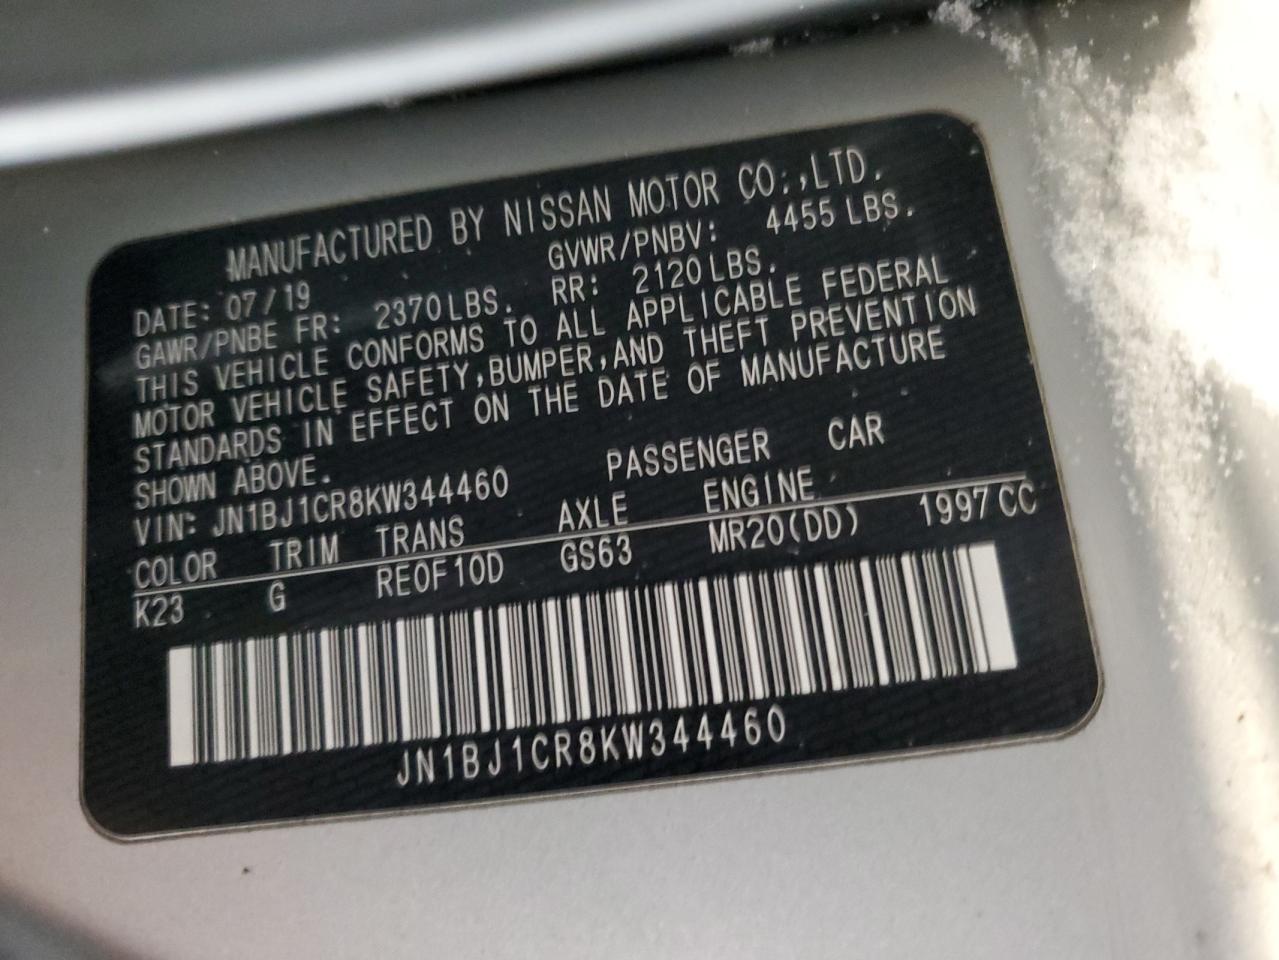 MANUFACTURED BY NISSAN MOTOR CO.,LTD.
DATE: 07/19 GVWR/PNBV: 4455 LBS.
GAWR/PNBE FR: 2370 LBS. RR: 2120 LBS.
THIS VEHICLE CONFORMS TO ALL APPLICABLE FEDERAL
MOTOR VEHICLE SAFETY,BUMPER,AND THEFT PREVENTION
STANDARDS IN EFFECT ON THE DATE OF MANUFACTURE
SHOWN ABOVE.
VIN: JN1BJ1CR8KW344460 PASSENGER CAR
COLOR TRIM TRANS AXLE ENGINE
K23 G RE0F10D GS63 MR20(DD) 1997 CC
JN1BJ1CR8KW344460